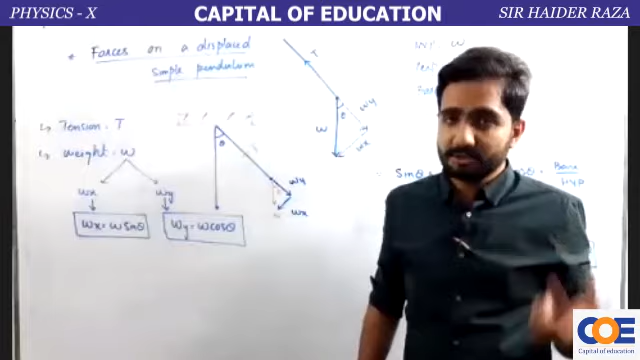 PHYSICS - X
CAPITAL OF EDUCATION
SIR HAIDER RAZA
* Forces on a displaced
simple pendulum
T
wt. w
↳ Tension = T
↳ Weight = w
wx wy
wx = w Sinθ wy = w cosθ
θ
wy
wx
θ
wy
w
wx
Sinθ =
Base
Hyp
COE
Capital of education